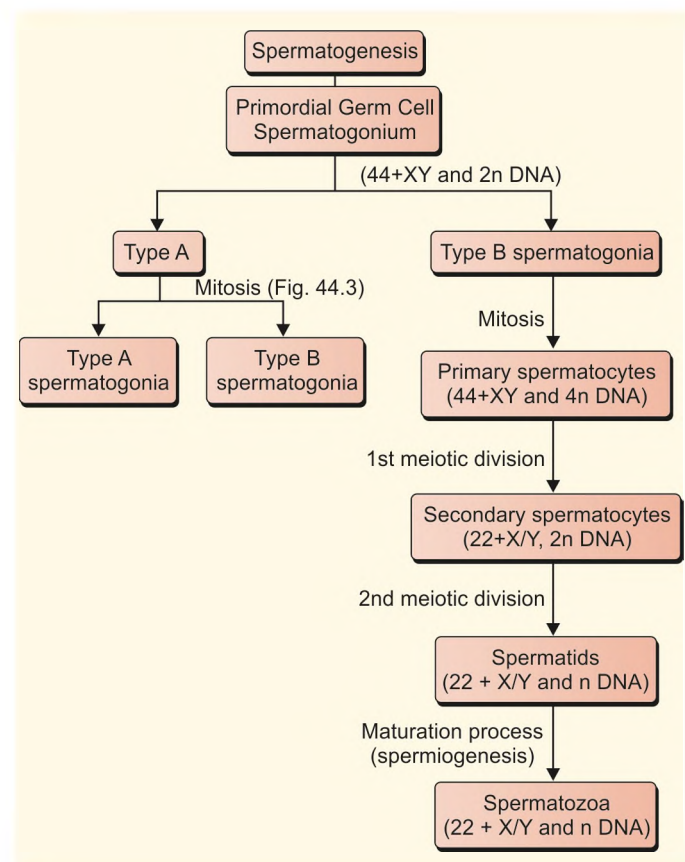 Spermatogenesis
Primordial Germ Cell
Spermatogonium
(44+XY and 2n DNA)
Type A
Type B spermatogonia
Mitosis (Fig. 44.3)
Type A
spermatogonia
Type B
spermatogonia
Mitosis
Primary spermatocytes
(44+XY and 4n DNA)
1st meiotic division
Secondary spermatocytes
(22+X/Y, 2n DNA)
2nd meiotic division
Spermatids
(22 + X/Y and n DNA)
Maturation process
(spermiogenesis)
Spermatozoa
(22 + X/Y and n DNA)